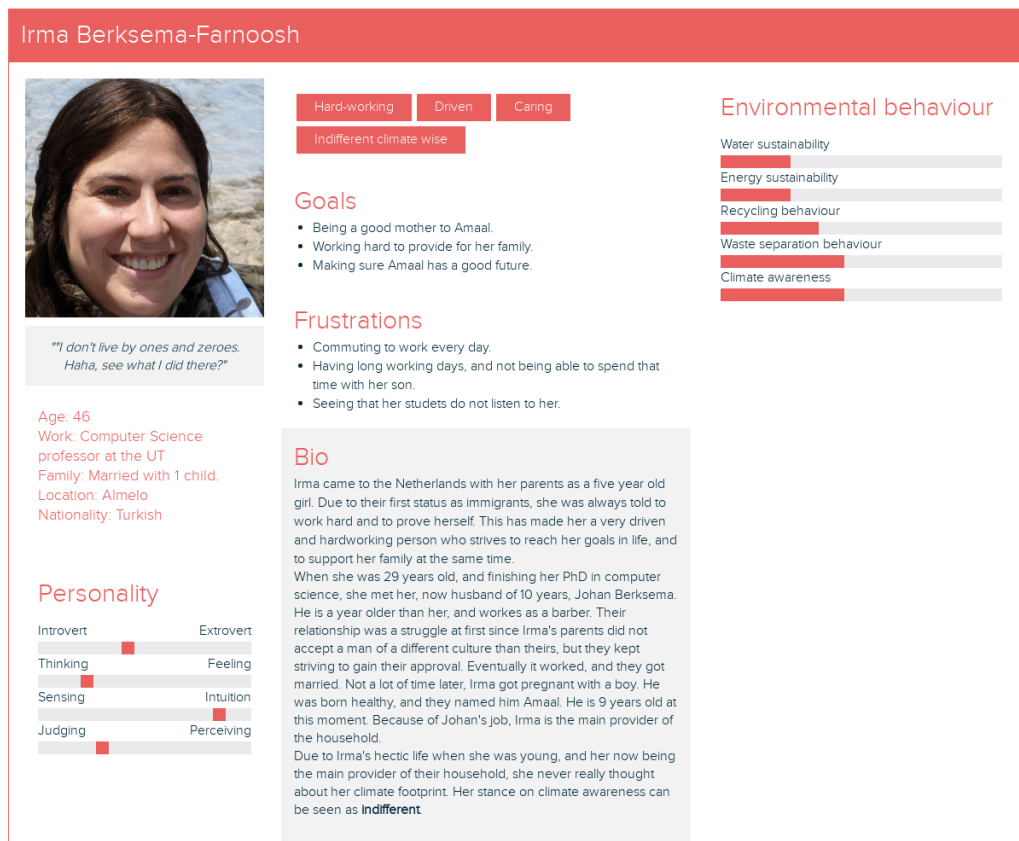 Irma Berksema-Farnoosh
""I don't live by ones and zeroes.
Haha, see what I did there?"
Age: 46
Work: Computer Science
professor at the UT
Family: Married with 1 child.
Location: Almelo
Nationality: Turkish
Personality
Introvert Extrovert
Thinking Feeling
Sensing Intuition
Judging Perceiving
Hard-working Driven Caring
Indifferent climate wise
Goals
• Being a good mother to Amaal.
• Working hard to provide for her family.
• Making sure Amaal has a good future.
Frustrations
• Commuting to work every day.
• Having long working days, and not being able to spend that
time with her son.
• Seeing that her studets do not listen to her.
Bio
Irma came to the Netherlands with her parents as a five year old
girl. Due to their first status as immigrants, she was always told to
work hard and to prove herself. This has made her a very driven
and hardworking person who strives to reach her goals in life, and
to support her family at the same time.
When she was 29 years old, and finishing her PhD in computer
science, she met her, now husband of 10 years, Johan Berksema.
He is a year older than her, and workes as a barber. Their
relationship was a struggle at first since Irma's parents did not
accept a man of a different culture than theirs, but they kept
striving to gain their approval. Eventually it worked, and they got
married. Not a lot of time later, Irma got pregnant with a boy. He
was born healthy, and they named him Amaal. He is 9 years old at
this moment. Because of Johan's job, Irma is the main provider of
the household.
Due to Irma's hectic life when she was young, and her now being
the main provider of their household, she never really thought
about her climate footprint. Her stance on climate awareness can
be seen as indifferent.
Environmental behaviour
Water sustainability
Energy sustainability
Recycling behaviour
Waste separation behaviour
Climate awareness